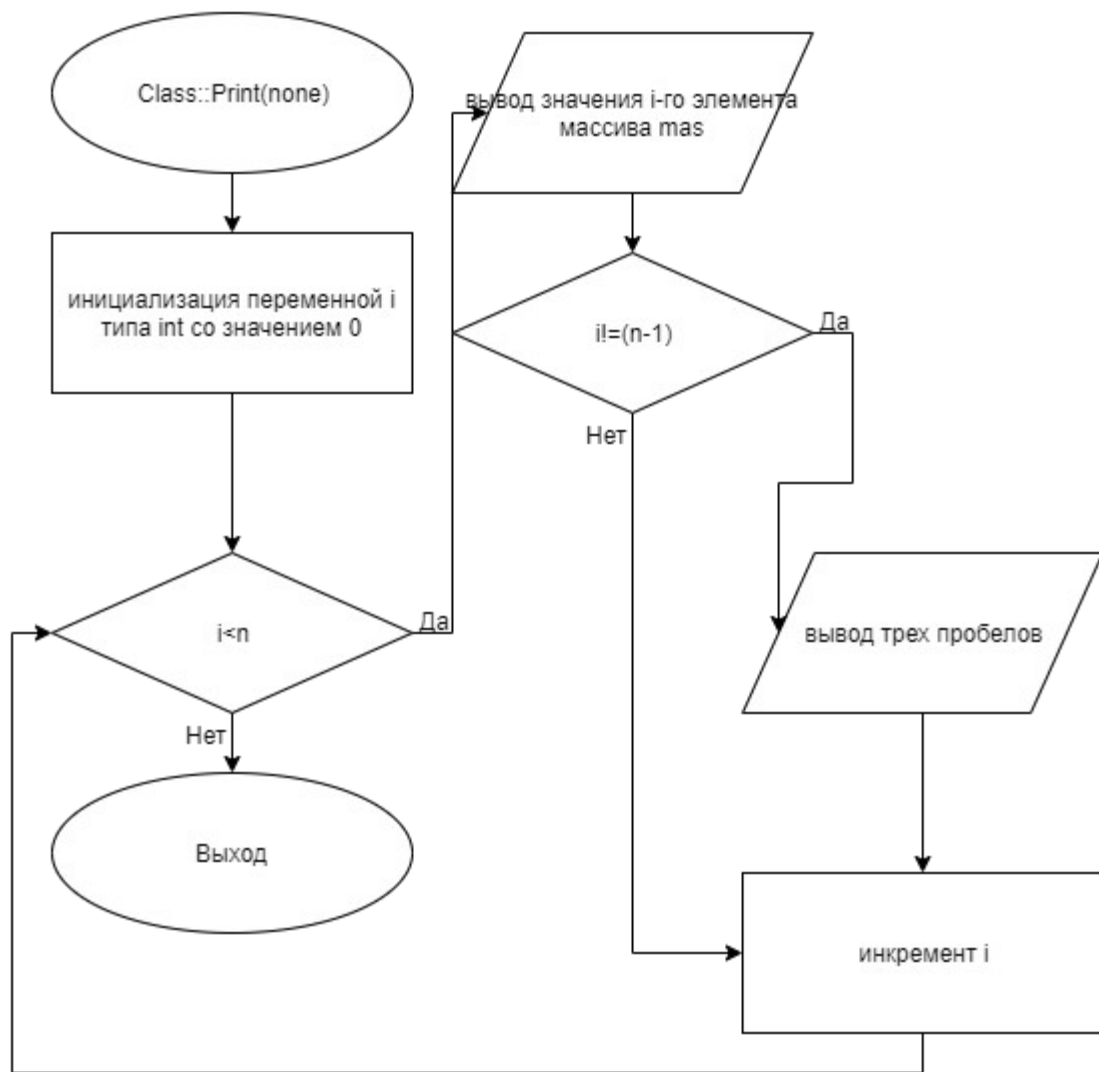 Class::Print(none)
инициализация переменной i
типа int со значением 0
i<n
Да
Нет
Выход
вывод значения i-го элемента
массива mas
i!=(n-1)
Да
Нет
вывод трех пробелов
инкремент i